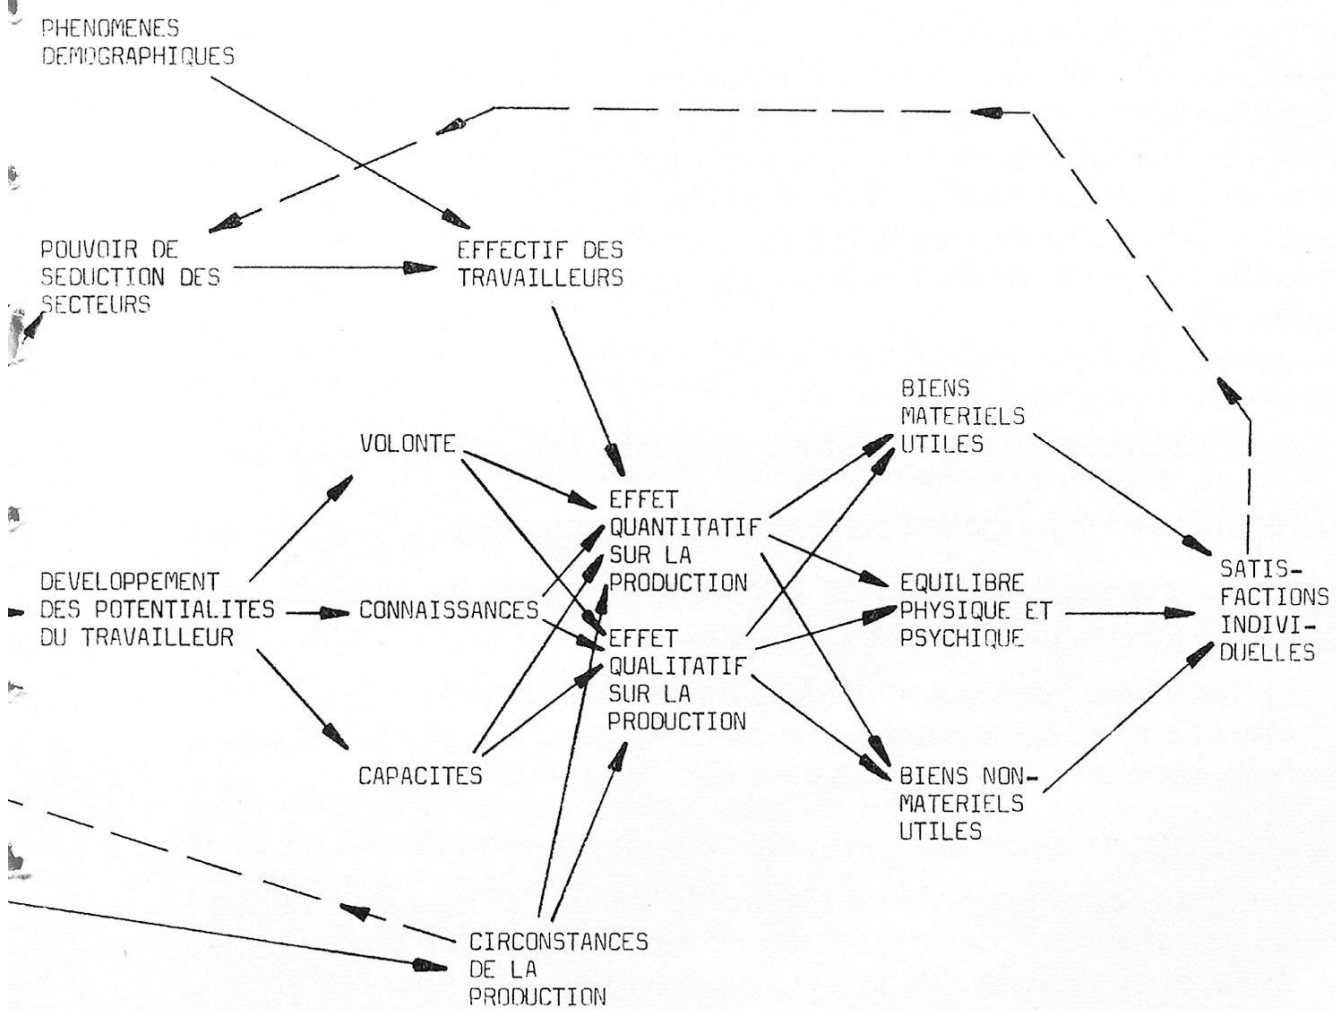 PHENOMENES
DEMOGRAPHIQUES
POUVOIR DE
SEDUCTION DES
SECTEURS
EFFECTIF DES
TRAVAILLEURS
BIENS
MATERIELS
UTILES
VOLONTE
EFFET
QUANTITATIF
SUR LA
PRODUCTION
DEVELOPPEMENT
DES POTENTIALITES
DU TRAVAILLEUR
CONNAISSANCES
EQUILIBRE
PHYSIQUE ET
PSYCHIQUE
SATIS-
FACTIONS
INDIVI-
DUELLES
EFFET
QUALITATIF
SUR LA
PRODUCTION
CAPACITES
BIENS NON-
MATERIELS
UTILES
CIRCONSTANCES
DE LA
PRODUCTION